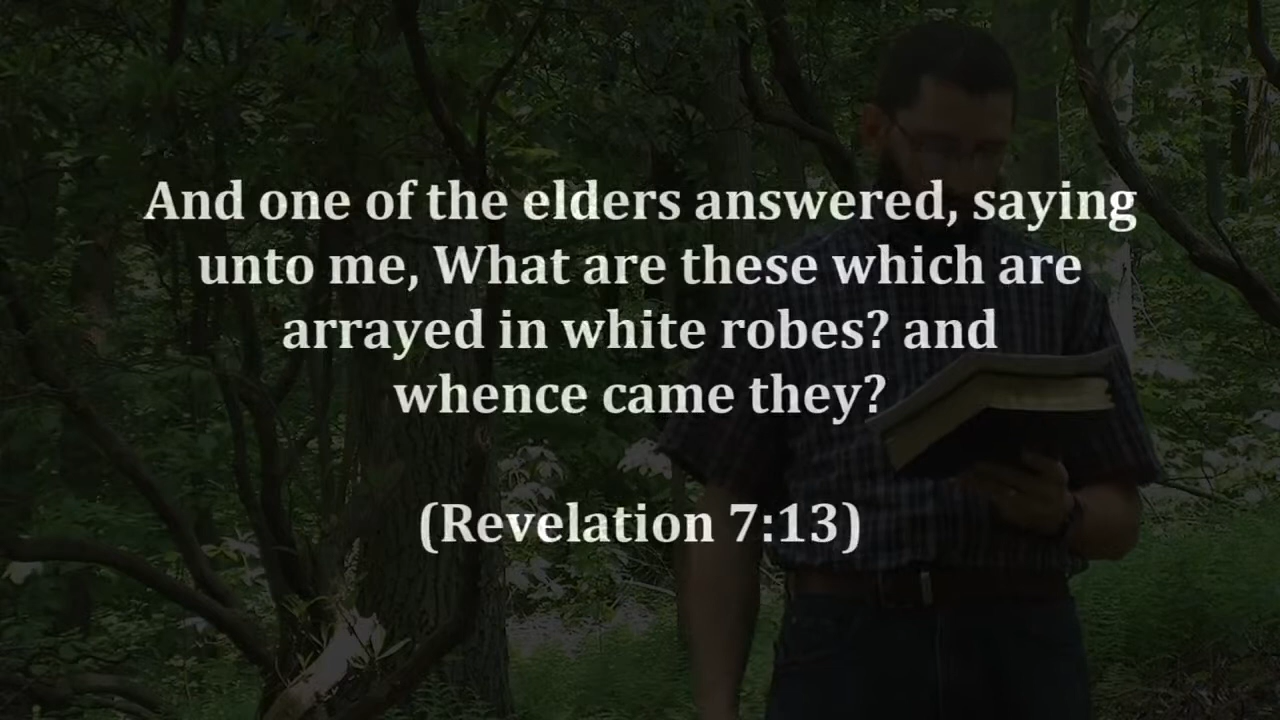 And one of the elders answered, saying
unto me, What are these which are
arrayed in white robes? and
whence came they?
(Revelation 7:13)